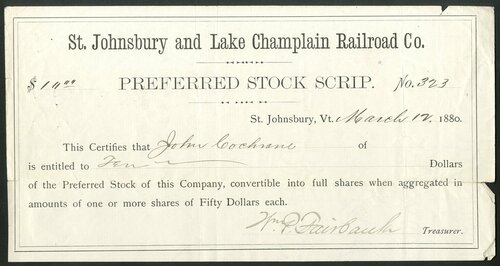 St. Johnsbury and Lake Champlain Railroad Co.
$10.00 PREFERRED STOCK SCRIP. No. 323
St. Johnsbury, Vt. March 12, 1880.
This Certifies that John Cochrane of
is entitled to Ten Dollars
of the Preferred Stock of this Company, convertible into full shares when aggregated in
amounts of one or more shares of Fifty Dollars each.
Wm P. Fairbanks Treasurer.